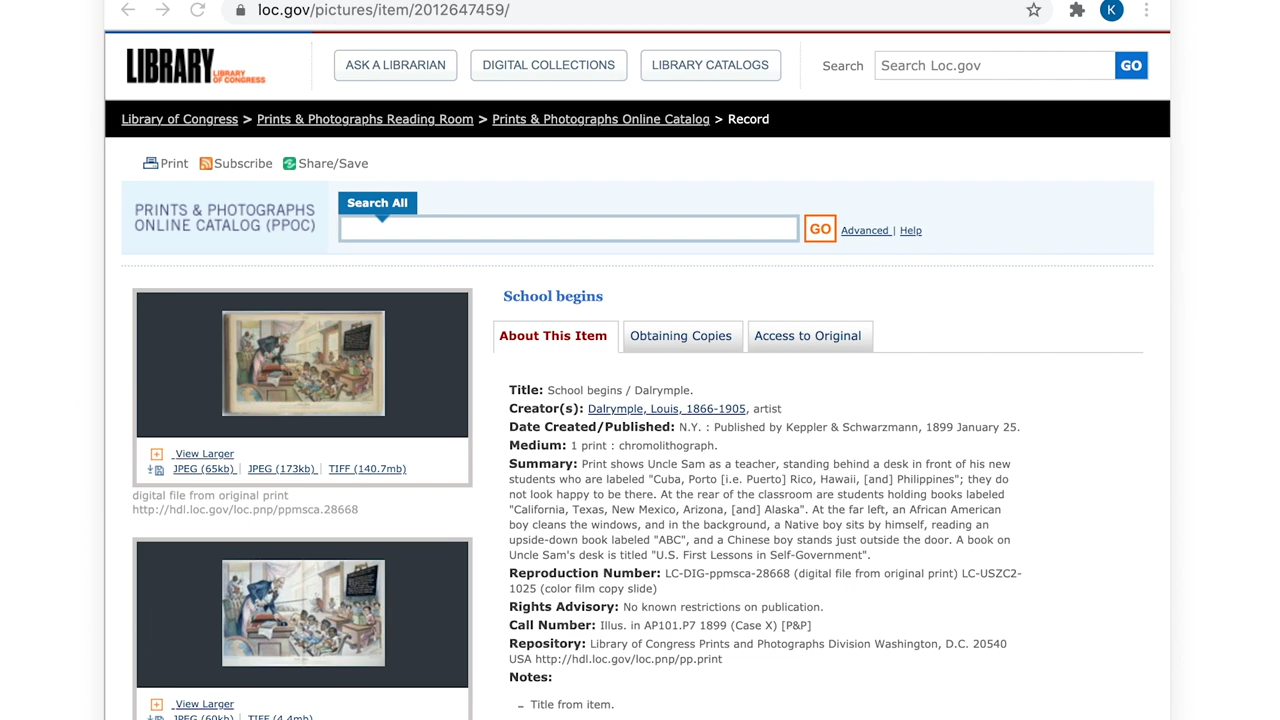 loc.gov/pictures/item/2012647459/
K
LIBRARY LIBRARY OF CONGRESS
ASK A LIBRARIAN
DIGITAL COLLECTIONS
LIBRARY CATALOGS
Search
Search Loc.gov
GO
Library of Congress > Prints & Photographs Reading Room > Prints & Photographs Online Catalog > Record
Print Subscribe Share/Save
PRINTS & PHOTOGRAPHS
ONLINE CATALOG (PPOC)
Search All
GO
Advanced | Help
View Larger
JPEG (65kb) | JPEG (173kb) | TIFF (140.7mb)
digital file from original print
http://hdl.loc.gov/loc.pnp/ppmsca.28668
View Larger
JPEG (60kb) | TIFF (4.4mb)
School begins
About This Item
Obtaining Copies
Access to Original
Title: School begins / Dalrymple.
Creator(s): Dalrymple, Louis, 1866-1905, artist
Date Created/Published: N.Y. : Published by Keppler & Schwarzmann, 1899 January 25.
Medium: 1 print : chromolithograph.
Summary: Print shows Uncle Sam as a teacher, standing behind a desk in front of his new
students who are labeled "Cuba, Porto [i.e. Puerto] Rico, Hawaii, [and] Philippines"; they do
not look happy to be there. At the rear of the classroom are students holding books labeled
"California, Texas, New Mexico, Arizona, [and] Alaska". At the far left, an African American
boy cleans the windows, and in the background, a Native boy sits by himself, reading an
upside-down book labeled "ABC", and a Chinese boy stands just outside the door. A book on
Uncle Sam's desk is titled "U.S. First Lessons in Self-Government".
Reproduction Number: LC-DIG-ppmsca-28668 (digital file from original print) LC-USZC2-
1025 (color film copy slide)
Rights Advisory: No known restrictions on publication.
Call Number: Illus. in AP101.P7 1899 (Case X) [P&P]
Repository: Library of Congress Prints and Photographs Division Washington, D.C. 20540
USA http://hdl.loc.gov/loc.pnp/pp.print
Notes:
– Title from item.